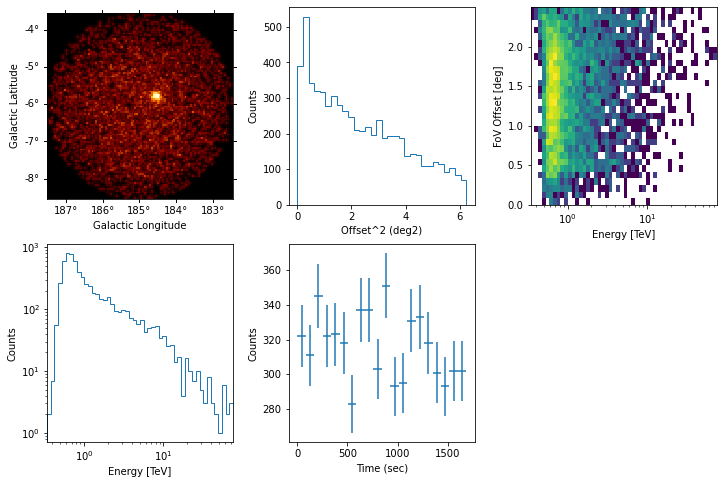 -4°
-5°
-6°
-7°
-8°
Galactic Latitude
187° 186° 185° 184° 183°
Galactic Longitude
500
400
300
200
100
0
Counts
0 2 4 6
Offset^2 (deg2)
2.0
1.5
1.0
0.5
0.0
FoV Offset [deg]
10⁰ 10¹
Energy [TeV]
10³
10²
10¹
10⁰
Counts
10⁰ 10¹
Energy [TeV]
360
340
320
300
280
Counts
0 500 1000 1500
Time (sec)